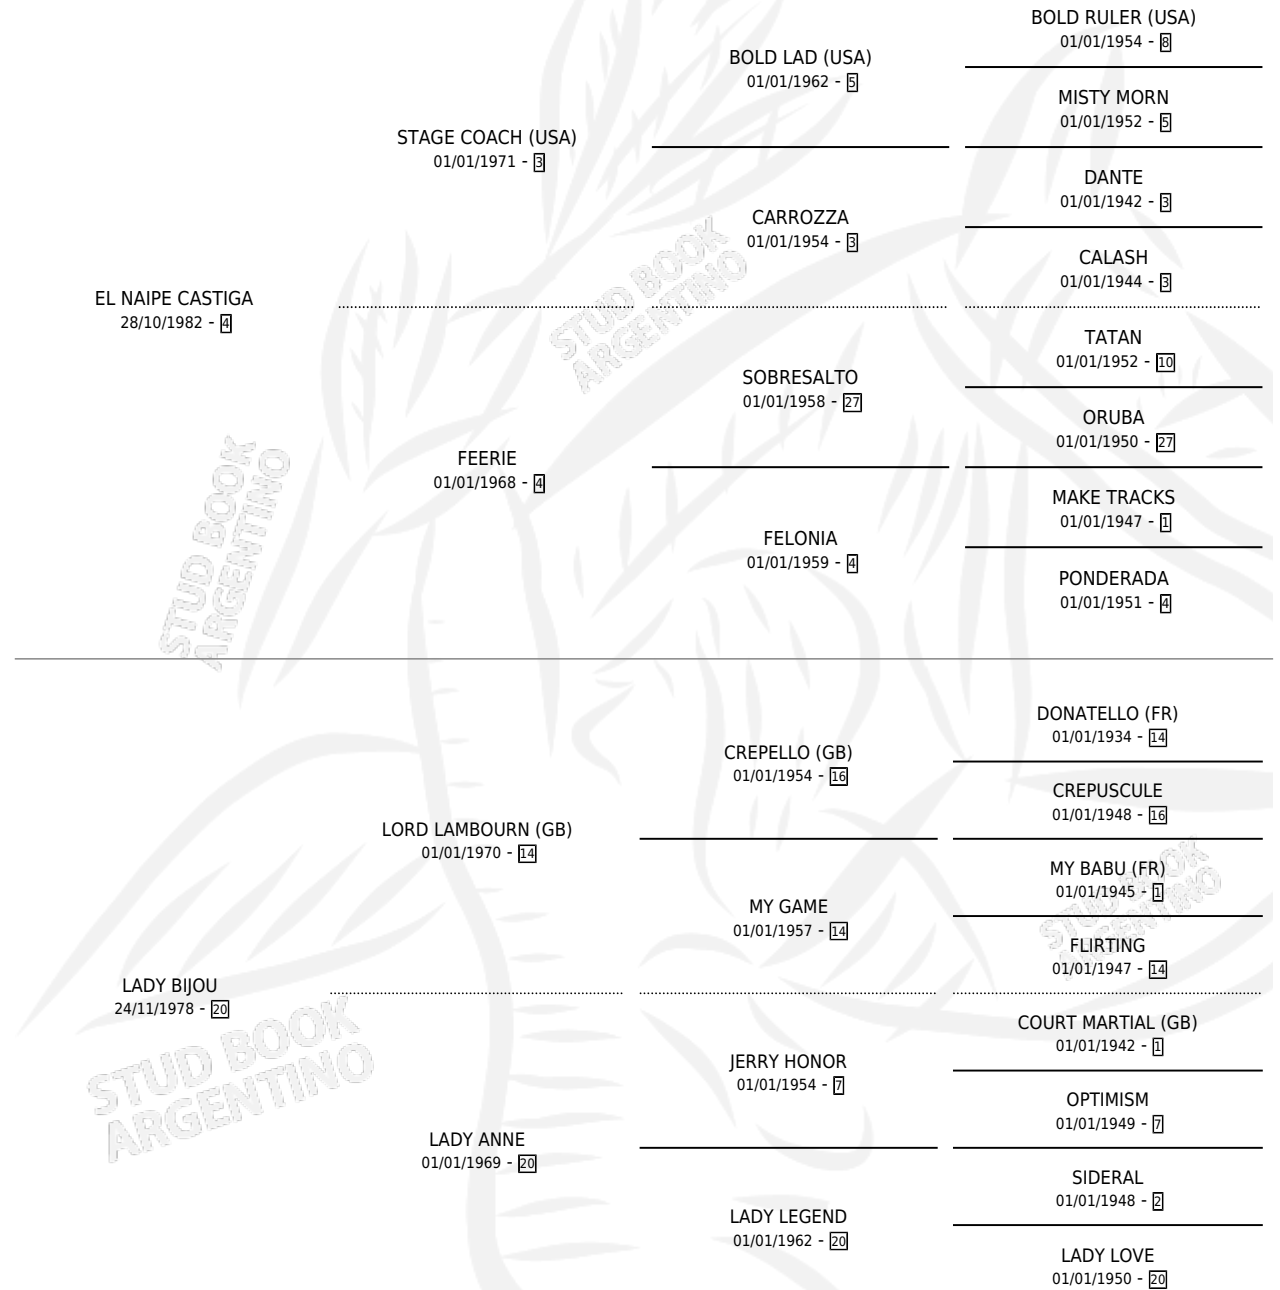 BOLD RULER (USA)
01/01/1954 - 8
BOLD LAD (USA)
01/01/1962 - 5
MISTY MORN
01/01/1952 - 5
STAGE COACH (USA)
01/01/1971 - 3
DANTE
01/01/1942 - 3
CARROZZA
01/01/1954 - 3
CALASH
01/01/1944 - 3
EL NAIPE CASTIGA
28/10/1982 - 4
STUD BOOK
ARGENTINO
TATAN
01/01/1952 - 10
SOBRESALTO
01/01/1958 - 27
ORUBA
01/01/1950 - 27
FEERIE
01/01/1968 - 4
MAKE TRACKS
01/01/1947 - 1
FELONIA
01/01/1959 - 4
PONDERADA
01/01/1951 - 4
STUD BOOK
ARGENTINO
DONATELLO (FR)
01/01/1934 - 14
CREPELLO (GB)
01/01/1954 - 16
CREPUSCULE
01/01/1948 - 16
LORD LAMBOURN (GB)
01/01/1970 - 14
MY BABU (FR)
01/01/1945 - 1
MY GAME
01/01/1957 - 14
FLIRTING
01/01/1947 - 14
STUD BOOK
ARGENTINO
LADY BIJOU
24/11/1978 - 20
COURT MARTIAL (GB)
01/01/1942 - 1
JERRY HONOR
01/01/1954 - 7
OPTIMISM
01/01/1949 - 7
STUD BOOK
ARGENTINO
LADY ANNE
01/01/1969 - 20
SIDERAL
01/01/1948 - 2
LADY LEGEND
01/01/1962 - 20
LADY LOVE
01/01/1950 - 20